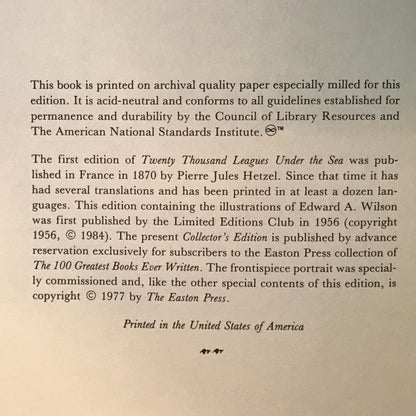 This book is printed on archival quality paper especially milled for this
edition. It is acid-neutral and conforms to all guidelines established for
permanence and durability by the Council of Library Resources and
The American National Standards Institute. ♾™
The first edition of Twenty Thousand Leagues Under the Sea was pub-
lished in France in 1870 by Pierre Jules Hetzel. Since that time it has
had several translations and has been printed in at least a dozen lan-
guages. This edition containing the illustrations of Edward A. Wilson
was first published by the Limited Editions Club in 1956 (copyright
1956, © 1984). The present Collector's Edition is published by advance
reservation exclusively for subscribers to the Easton Press collection of
The 100 Greatest Books Ever Written. The frontispiece portrait was special-
ly commissioned and, like the other special contents of this edition, is
copyright © 1977 by The Easton Press.
Printed in the United States of America